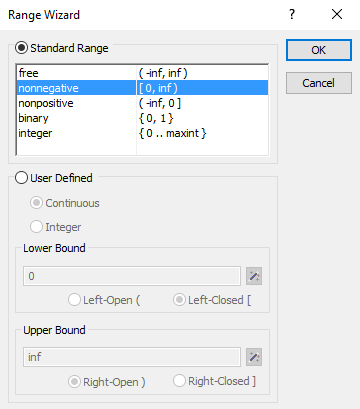 Range Wizard ? ×
Standard Range
OK
free ( -inf, inf )
nonnegative [ 0, inf )
nonpositive ( -inf, 0 ]
binary { 0, 1 }
integer { 0 .. maxint }
Cancel
User Defined
Continuous
Integer
Lower Bound
0
Left-Open ( Left-Closed [
Upper Bound
inf
Right-Open ) Right-Closed ]